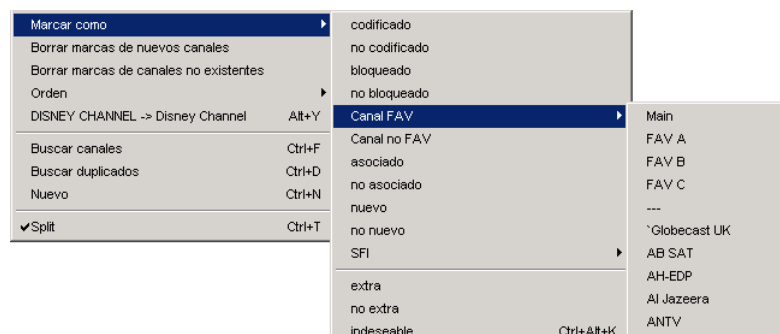 Marcar como
Borrar marcas de nuevos canales
Borrar marcas de canales no existentes
Orden
DISNEY CHANNEL -> Disney Channel Alt+Y
Buscar canales Ctrl+F
Buscar duplicados Ctrl+D
Nuevo Ctrl+N
Split Ctrl+T
codificado
no codificado
bloqueado
no bloqueado
Canal FAV
Canal no FAV
asociado
no asociado
nuevo
no nuevo
SFI
extra
no extra
indeseable Ctrl+Alt+K
Main
FAV A
FAV B
FAV C
---
`Globecast UK
AB SAT
AH-EDP
Al Jazeera
ANTV